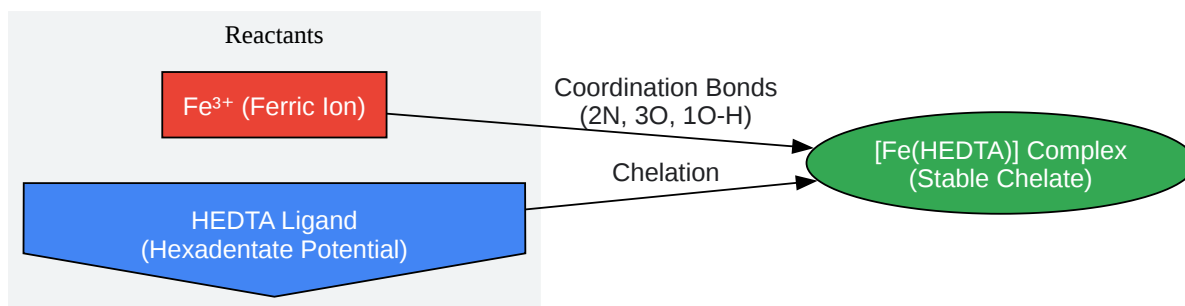 Reactants
Fe³⁺ (Ferric Ion)
HEDTA Ligand
(Hexadentate Potential)
Coordination Bonds
(2N, 3O, 1O-H)
Chelation
[Fe(HEDTA)] Complex
(Stable Chelate)